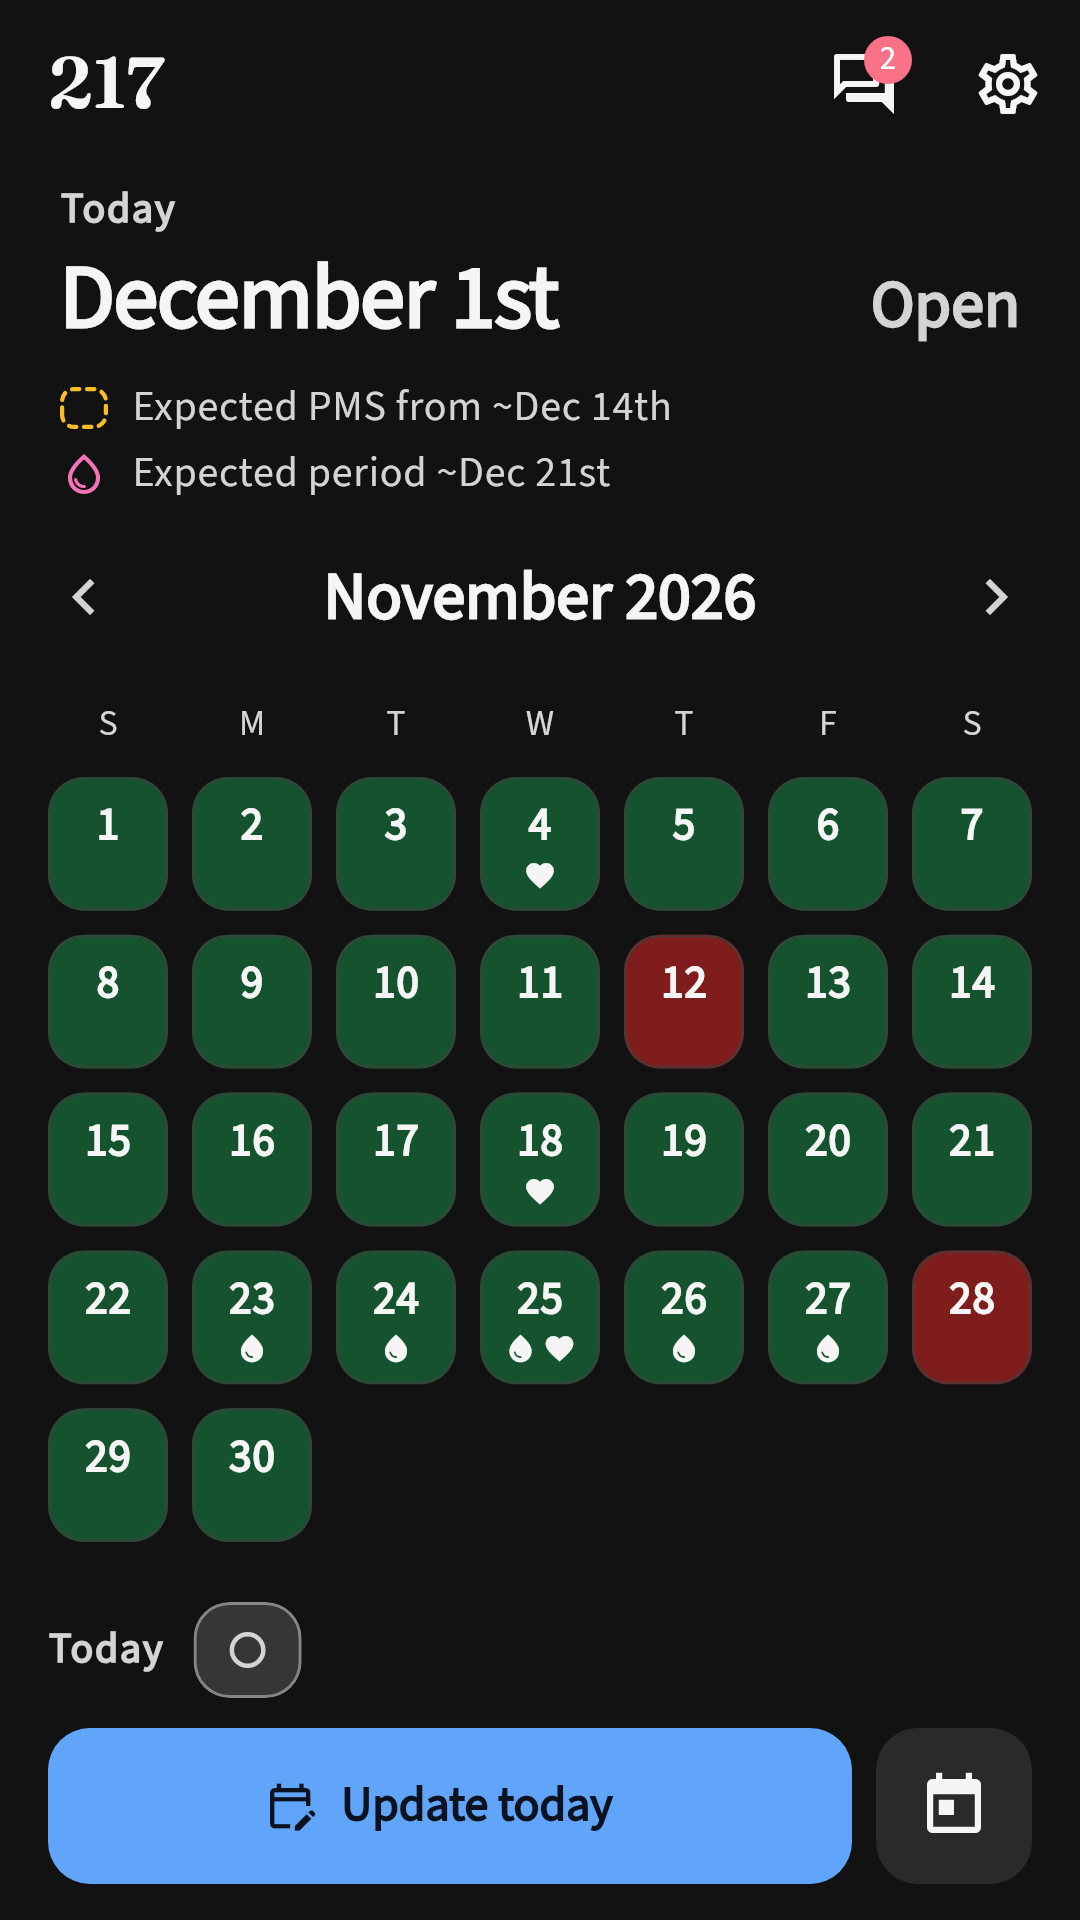 217
2
Today
December 1st
Open
Expected PMS from ~Dec 14th
Expected period ~Dec 21st
November 2026
S M T W T F S
1 2 3 4 5 6 7
8 9 10 11 12 13 14
15 16 17 18 19 20 21
22 23 24 25 26 27 28
29 30
Today
Update today